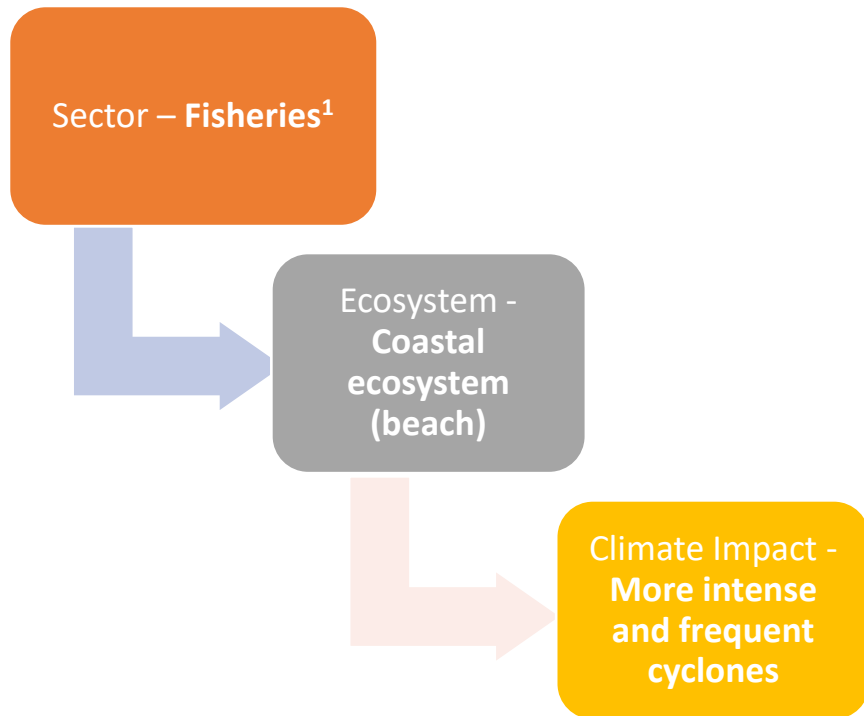 Sector – Fisheries¹
Ecosystem -
Coastal
ecosystem
(beach)
Climate Impact -
More intense
and frequent
cyclones